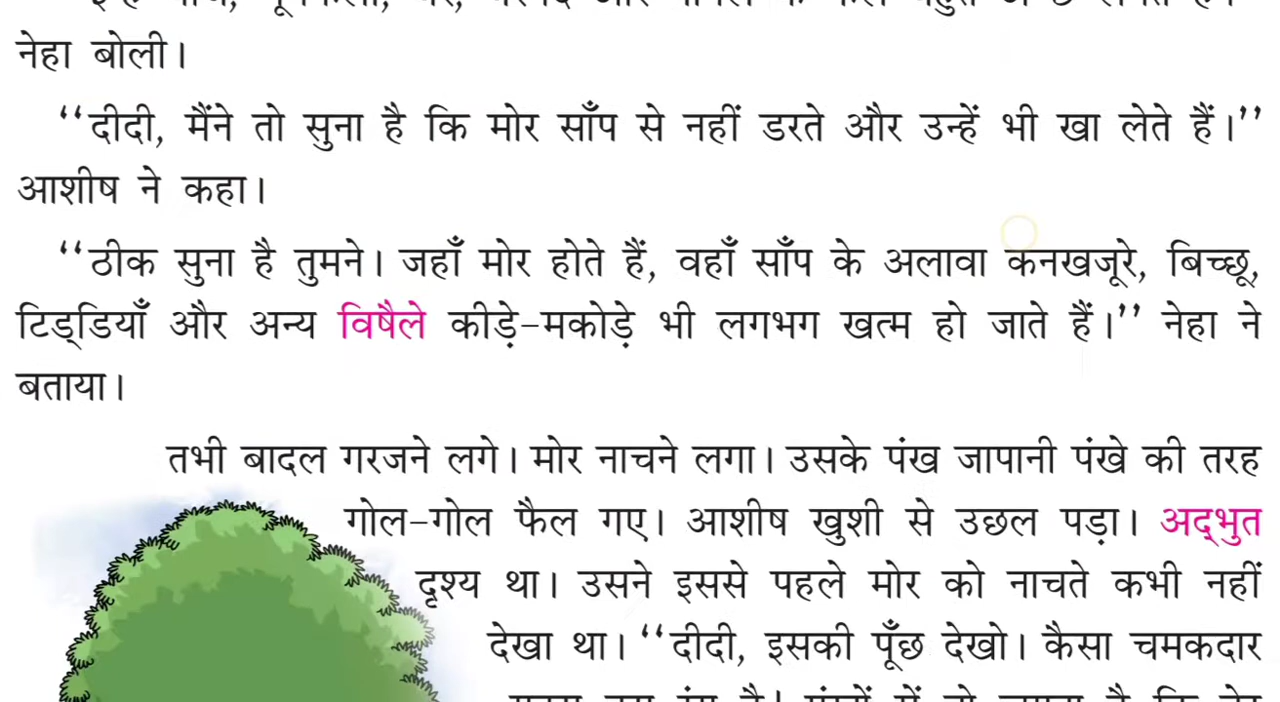 नेहा बोली।
“दीदी, मैंने तो सुना है कि मोर साँप से नहीं डरते और उन्हें भी खा लेते हैं।”
आशीष ने कहा।
“ठीक सुना है तुमने। जहाँ मोर होते हैं, वहाँ साँप के अलावा कनखजूरे, बिच्छू,
टिड्डियाँ और अन्य विषैले कीड़े-मकोड़े भी लगभग खत्म हो जाते हैं।” नेहा ने
बताया।
तभी बादल गरजने लगे। मोर नाचने लगा। उसके पंख जापानी पंखे की तरह
गोल-गोल फैल गए। आशीष खुशी से उछल पड़ा। अद्‌भुत
दृश्य था। उसने इससे पहले मोर को नाचते कभी नहीं
देखा था। “दीदी, इसकी पूँछ देखो। कैसा चमकदार